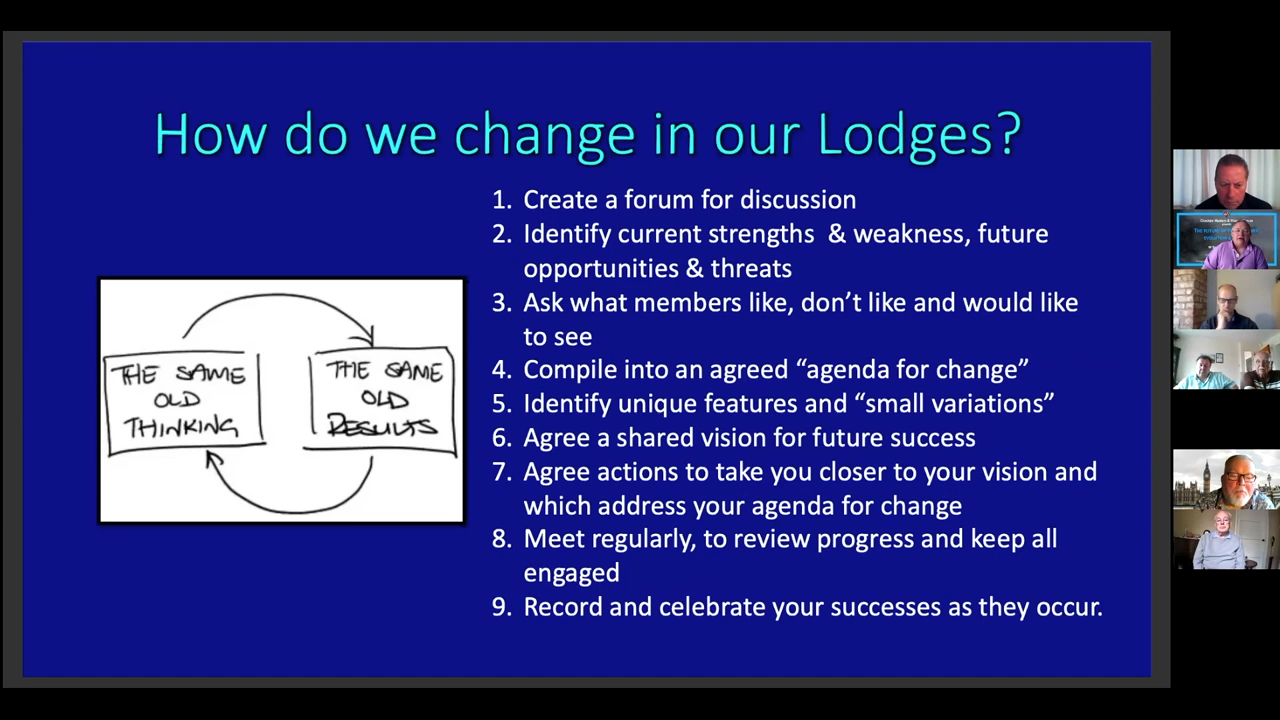 How do we change in our Lodges?
THE SAME
OLD
THINKING
THE SAME
OLD
RESULTS
1. Create a forum for discussion
2. Identify current strengths & weakness, future
opportunities & threats
3. Ask what members like, don’t like and would like
to see
4. Compile into an agreed “agenda for change”
5. Identify unique features and “small variations”
6. Agree a shared vision for future success
7. Agree actions to take you closer to your vision and
which address your agenda for change
8. Meet regularly, to review progress and keep all
engaged
9. Record and celebrate your successes as they occur.